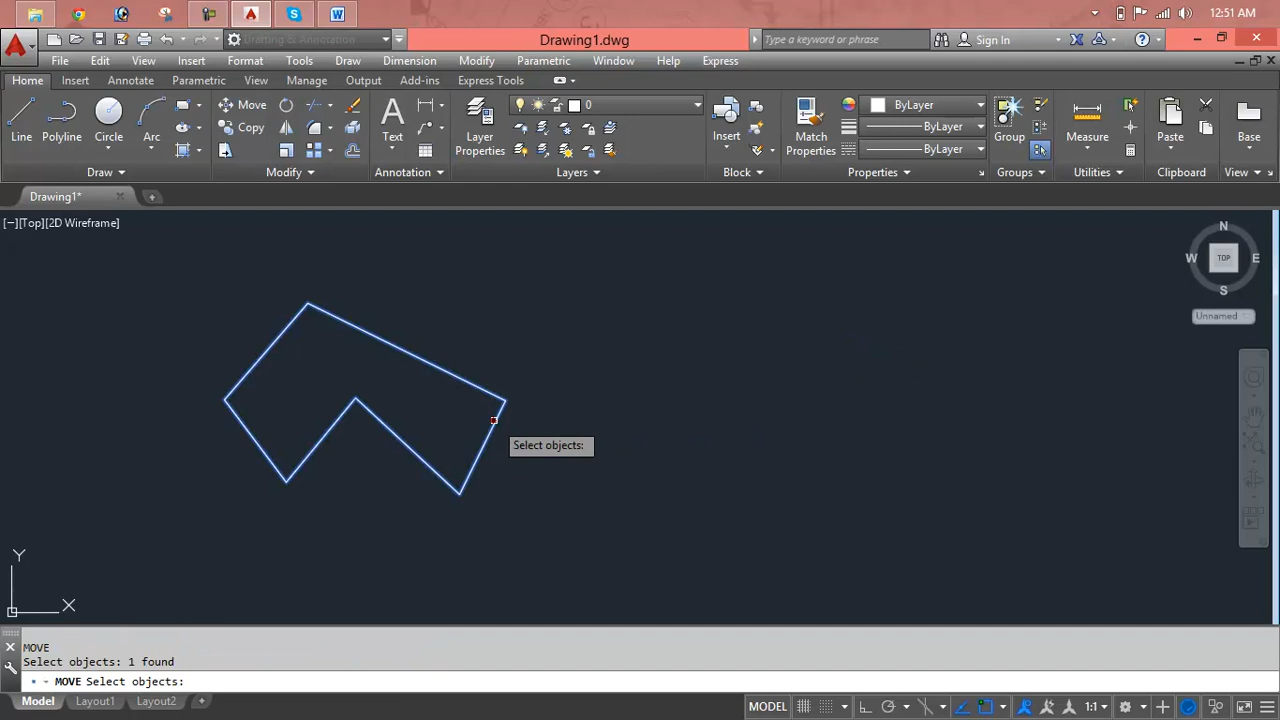 12:51 AM
Drafting & Annotation
Drawing1.dwg
Type a keyword or phrase
Sign In
File Edit View Insert Format Tools Draw Dimension Modify Parametric Window Help Express
Home Insert Annotation Parametric View Manage Output Add-ins Express Tools
Line
Polyline
Circle
Arc
Move
Copy
Text
Layer
Properties
0
Insert
Match
Properties
ByLayer
ByLayer
ByLayer
Group
Measure
Paste
Base
Draw
Modify
Annotation
Layers
Block
Properties
Groups
Utilities
Clipboard
View
Drawing1*
[−][Top][2D Wireframe]
N
W
TOP
E
S
Unnamed
Select objects:
Y
X
MOVE
Select objects: 1 found
MOVE Select objects:
Model Layout1 Layout2
MODEL
1:1